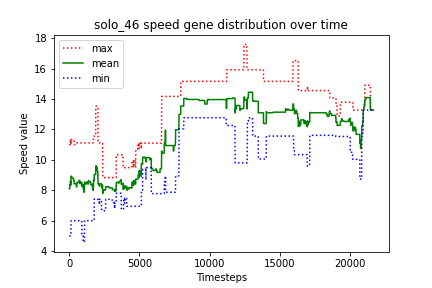 solo_46 speed gene distribution over time
max
mean
min
Speed value
18
16
14
12
10
8
6
4
0
5000
10000
15000
20000
Timesteps